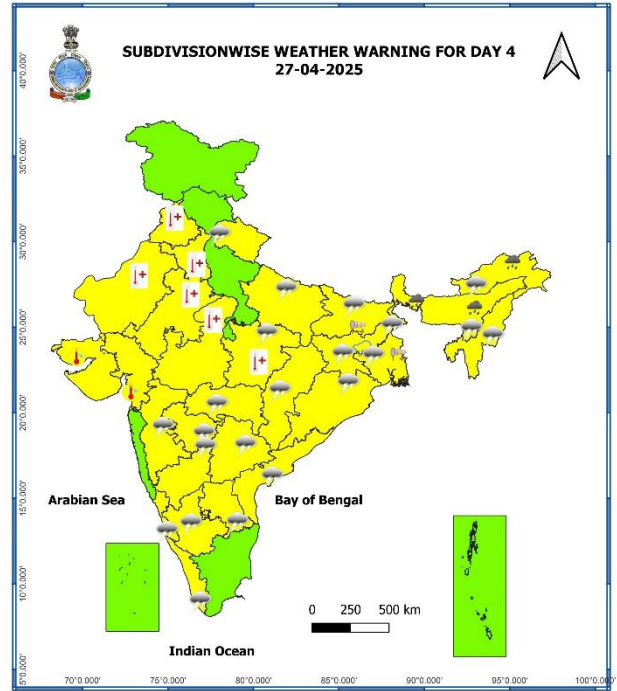 SUBDIVISIONWISE WEATHER WARNING FOR DAY 4
27-04-2025
40°0.000'
35°0.000'
30°0.000'
25°0.000'
20°0.000'
15°0.000'
10°0.000'
5°0.000'
Arabian Sea
Bay of Bengal
0 250 500 km
Indian Ocean
70°0.000' 75°0.000' 80°0.000' 85°0.000' 90°0.000' 95°0.000' 100°0.000'